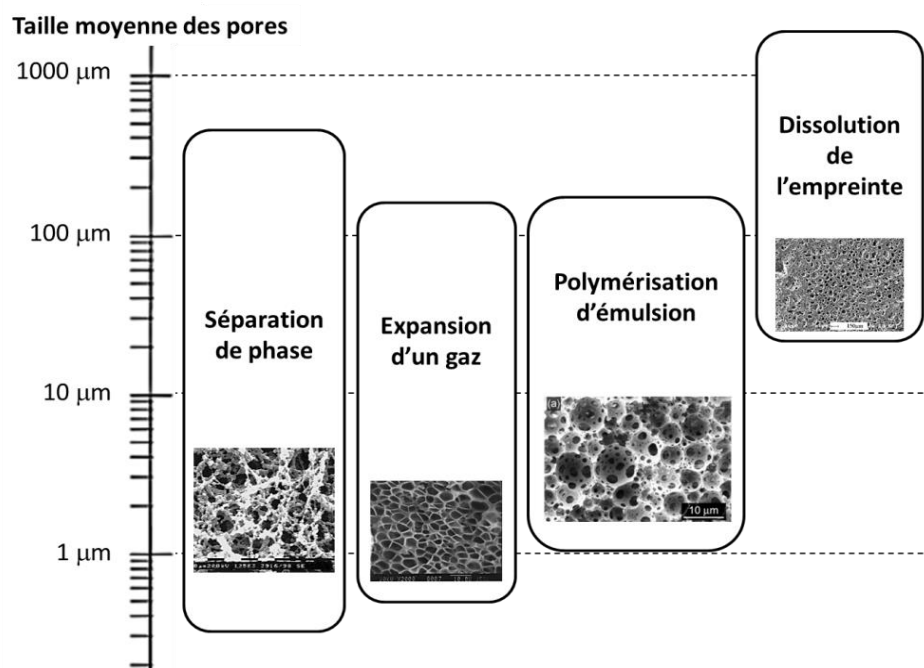 Taille moyenne des pores
1000 μm
100 μm
10 μm
1 μm
Séparation
de phase
Expansion
d’un gaz
Polymérisation
d’émulsion
(a)
10 μm
Dissolution
de
l’empreinte
150μm